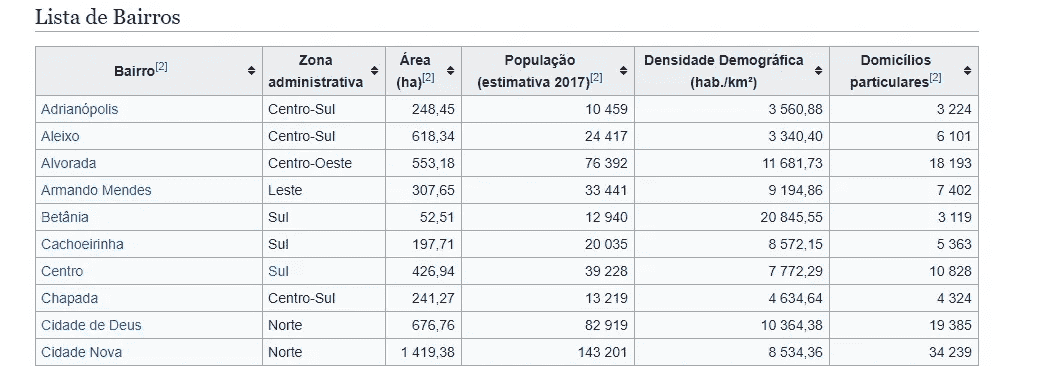 Lista de Bairros
Bairro[2] Zona administrativa Área (ha)[2] População (estimativa 2017)[2] Densidade Demográfica (hab./km²) Domicílios particulares[2]
Adrianópolis Centro-Sul 248,45 10 459 3 560,88 3 224
Aleixo Centro-Sul 618,34 24 417 3 340,40 6 101
Alvorada Centro-Oeste 553,18 76 392 11 681,73 18 193
Armando Mendes Leste 307,65 33 441 9 194,86 7 402
Betânia Sul 52,51 12 940 20 845,55 3 119
Cachoeirinha Sul 197,71 20 035 8 572,15 5 363
Centro Sul 426,94 39 228 7 772,29 10 828
Chapada Centro-Sul 241,27 13 219 4 634,64 4 324
Cidade de Deus Norte 676,76 82 919 10 364,38 19 385
Cidade Nova Norte 1 419,38 143 201 8 534,36 34 239